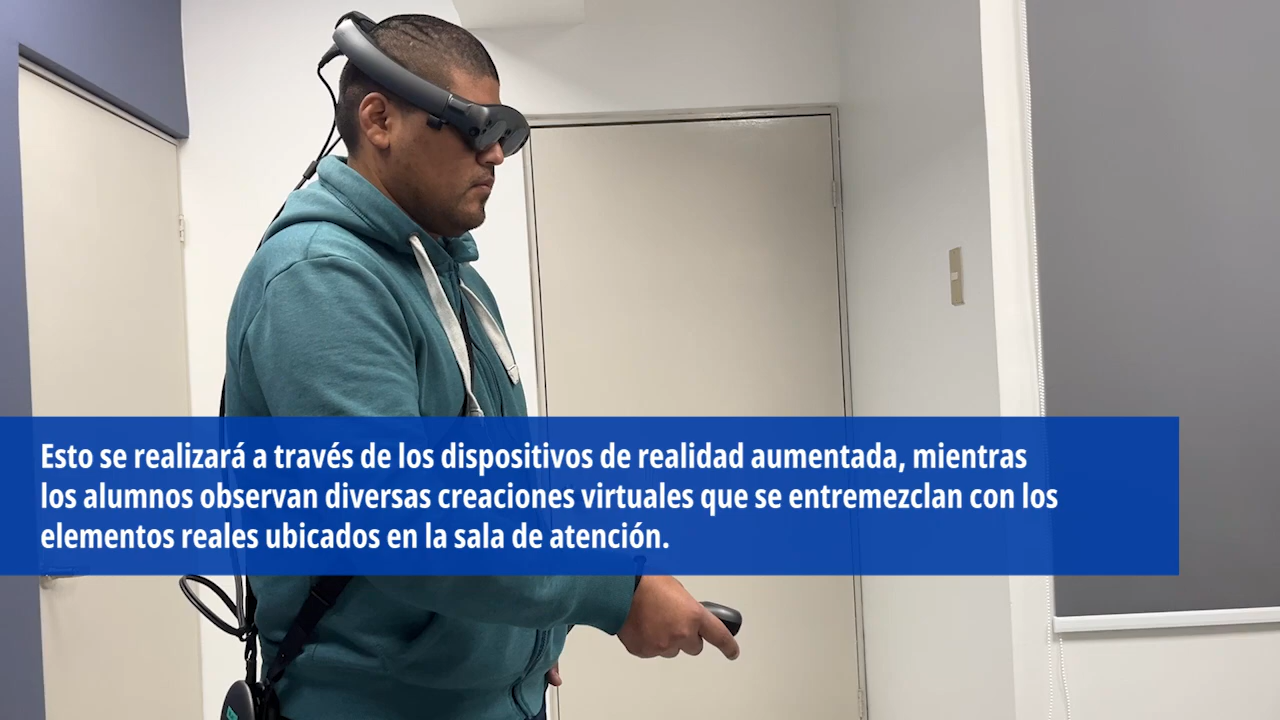 Esto se realizará a través de los dispositivos de realidad aumentada, mientras
los alumnos observan diversas creaciones virtuales que se entremezclan con los
elementos reales ubicados en la sala de atención.